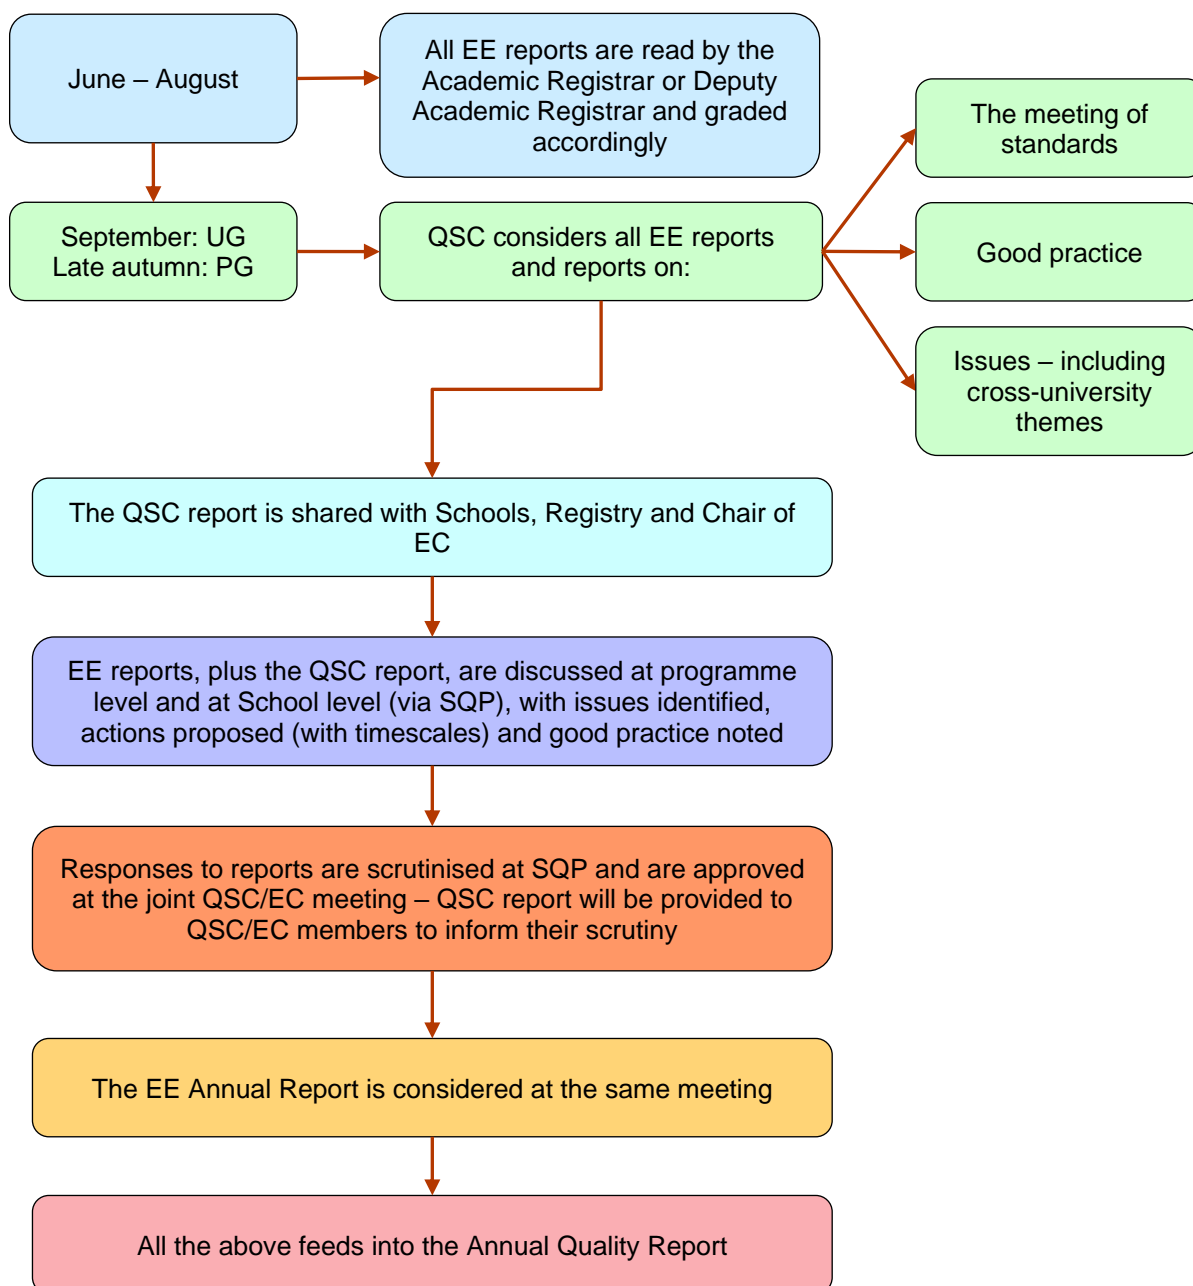 June – August
All EE reports are read by the
Academic Registrar or Deputy
Academic Registrar and graded
accordingly
The meeting of
standards
September: UG
Late autumn: PG
QSC considers all EE reports
and reports on:
Good practice
Issues – including
cross-university
themes
The QSC report is shared with Schools, Registry and Chair of
EC
EE reports, plus the QSC report, are discussed at programme
level and at School level (via SQP), with issues identified,
actions proposed (with timescales) and good practice noted
Responses to reports are scrutinised at SQP and are approved
at the joint QSC/EC meeting – QSC report will be provided to
QSC/EC members to inform their scrutiny
The EE Annual Report is considered at the same meeting
All the above feeds into the Annual Quality Report